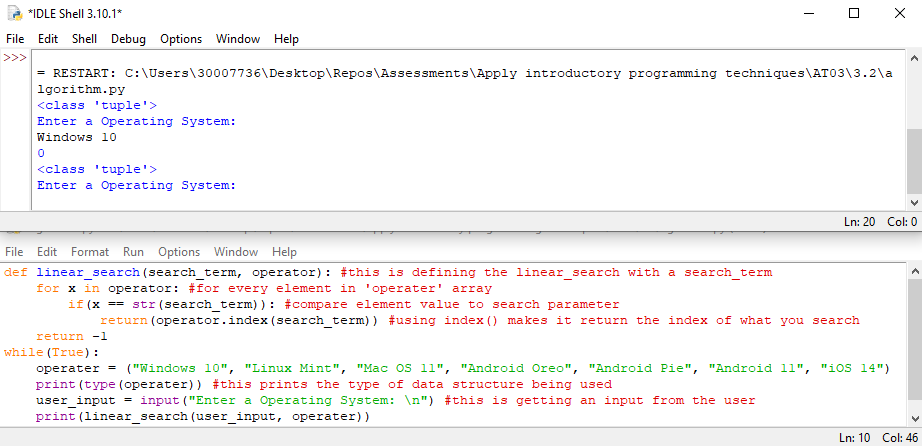 *IDLE Shell 3.10.1*
File Edit Shell Debug Options Window Help
>>>
= RESTART: C:\Users\30007736\Desktop\Repos\Assessments\Apply introductory programming techniques\AT03\3.2\a
lgorithm.py
<class 'tuple'>
Enter a Operating System:
Windows 10
0
<class 'tuple'>
Enter a Operating System:
Ln: 20 Col: 0
File Edit Format Run Options Window Help
def linear_search(search_term, operator): #this is defining the linear_search with a search_term
    for x in operator: #for every element in 'operater' array
        if(x == str(search_term)): #compare element value to search parameter
            return(operator.index(search_term)) #using index() makes it return the index of what you search
    return -1
while(True):
    operater = ("Windows 10", "Linux Mint", "Mac OS 11", "Android Oreo", "Android Pie", "Android 11", "iOS 14")
    print(type(operater)) #this prints the type of data structure being used
    user_input = input("Enter a Operating System: \n") #this is getting an input from the user
    print(linear_search(user_input, operater))
Ln: 10 Col: 46